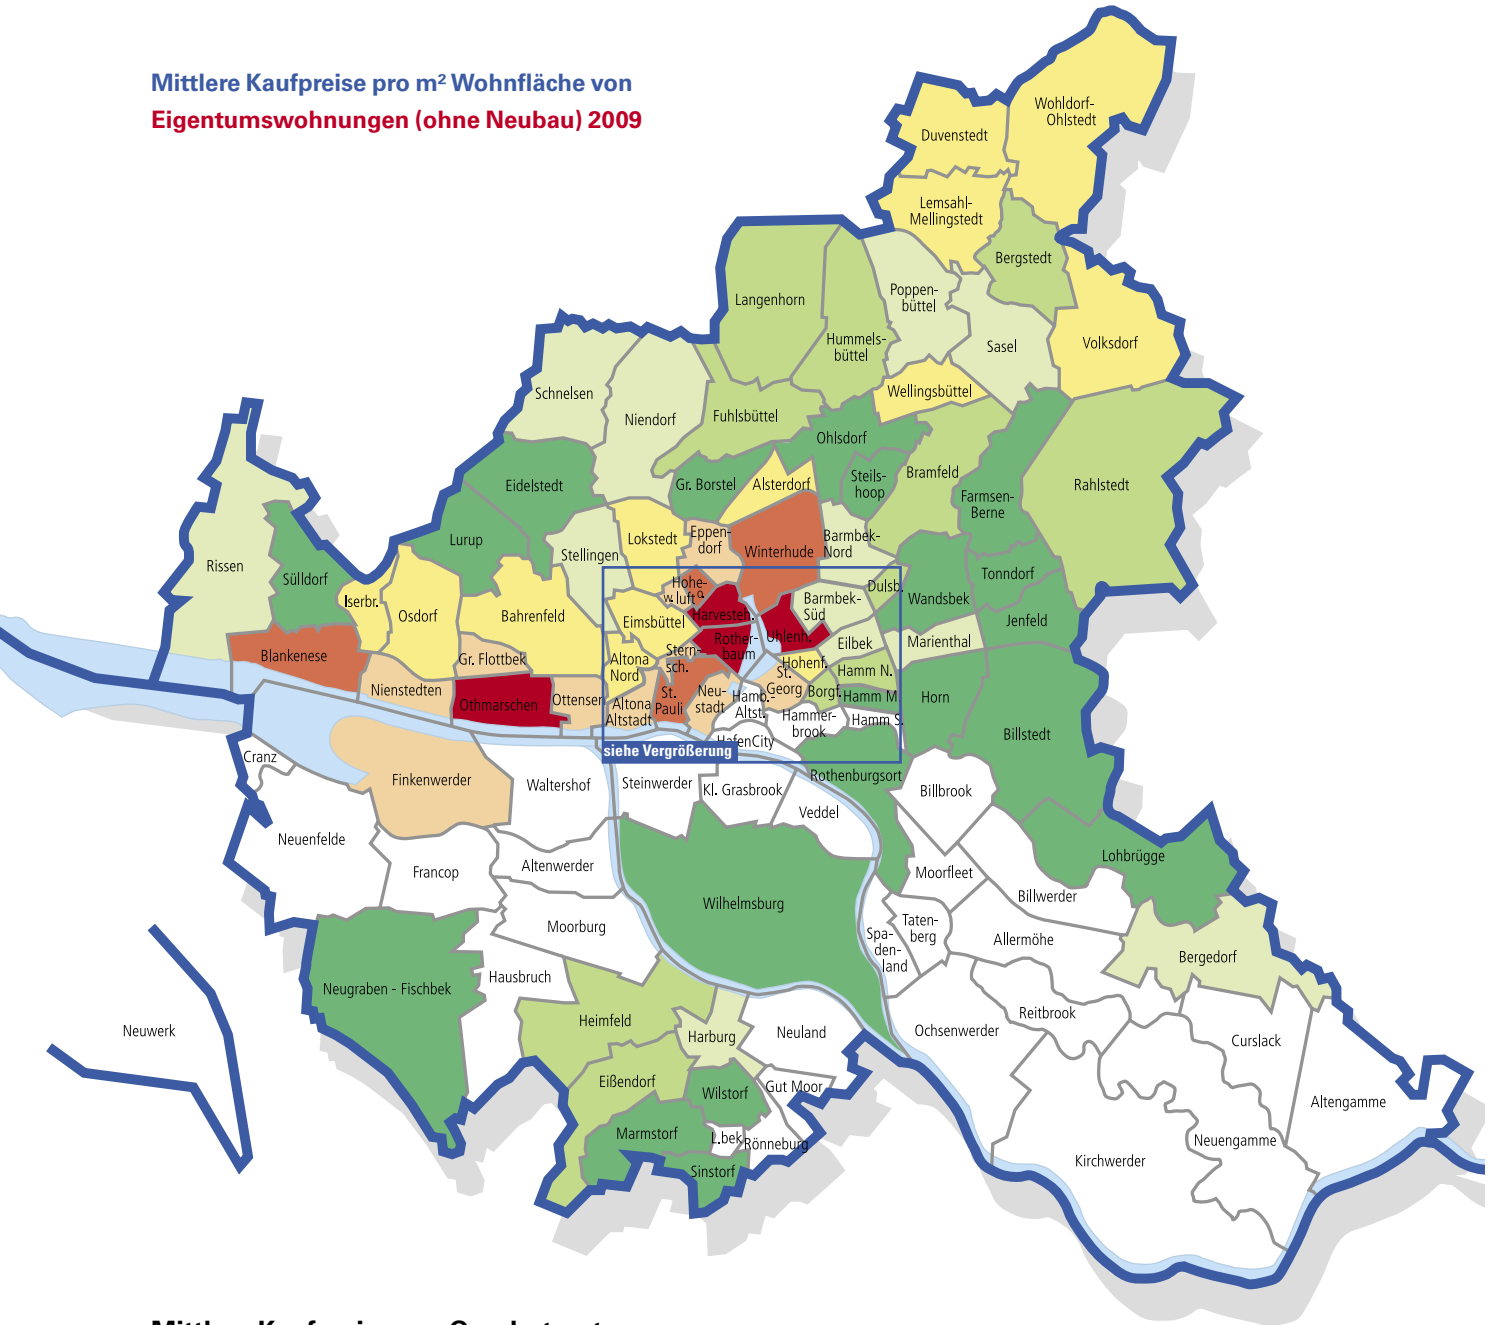 Mittlere Kaufpreise pro m² Wohnfläche von
Eigentumswohnungen (ohne Neubau) 2009
Wohldorf-
Ohlstedt
Duvenstedt
Lemsahl-
Mellingstedt
Bergstedt
Poppen-
büttel
Langenhorn
Hummels-
büttel
Sasel
Volksdorf
Schnelsen
Niendorf
Wellingsbüttel
Fuhlsbüttel
Ohlsdorf
Eidelstedt
Gr. Borstel
Alsterdorf
Steils-
hoop
Bramfeld
Farmsen-
Berne
Rahlstedt
Lurup
Stellingen
Lokstedt
Eppen-
dorf
Winterhude
Barmbek-
Nord
Rissen
Sülldorf
Tonndorf
Iserbr.
Osdorf
Bahrenfeld
Hohe-
w. luft o.
Harvesteh.
Dulsb.
Wandsbek
Barmbek-
Süd
Jenfeld
Eimsbüttel
Rother-
baum
Uhlenh.
Eilbek
Marienthal
Blankenese
Gr. Flottbek
Altona
Nord
Stern-
sch.
Hohenf.
Hamm N.
Nienstedten
Othmarschen
Ottensen
Altona
Altstadt
St.
Pauli
Neu-
stadt
St.
Georg
Borgf.
Hamm M.
Horn
Hamb.-
Altst.
Hammer-
brook
Hamm S.
HafenCity
Billstedt
siehe Vergrößerung
Cranz
Finkenwerder
Waltershof
Steinwerder
Kl. Grasbrook
Veddel
Rothenburgsort
Billbrook
Neuenfelde
Francop
Altenwerder
Moorfleet
Lohbrügge
Billwerder
Wilhelmsburg
Moorburg
Spa-
den-
land
Taten-
berg
Allermöhe
Bergedorf
Hausbruch
Neugraben - Fischbek
Heimfeld
Harburg
Neuland
Ochsenwerder
Reitbrook
Curslack
Neuwerk
Eißendorf
Wilstorf
Gut Moor
Altengamme
Marmstorf
L.bek
Rönneburg
Neuengamme
Kirchwerder
Sinstorf